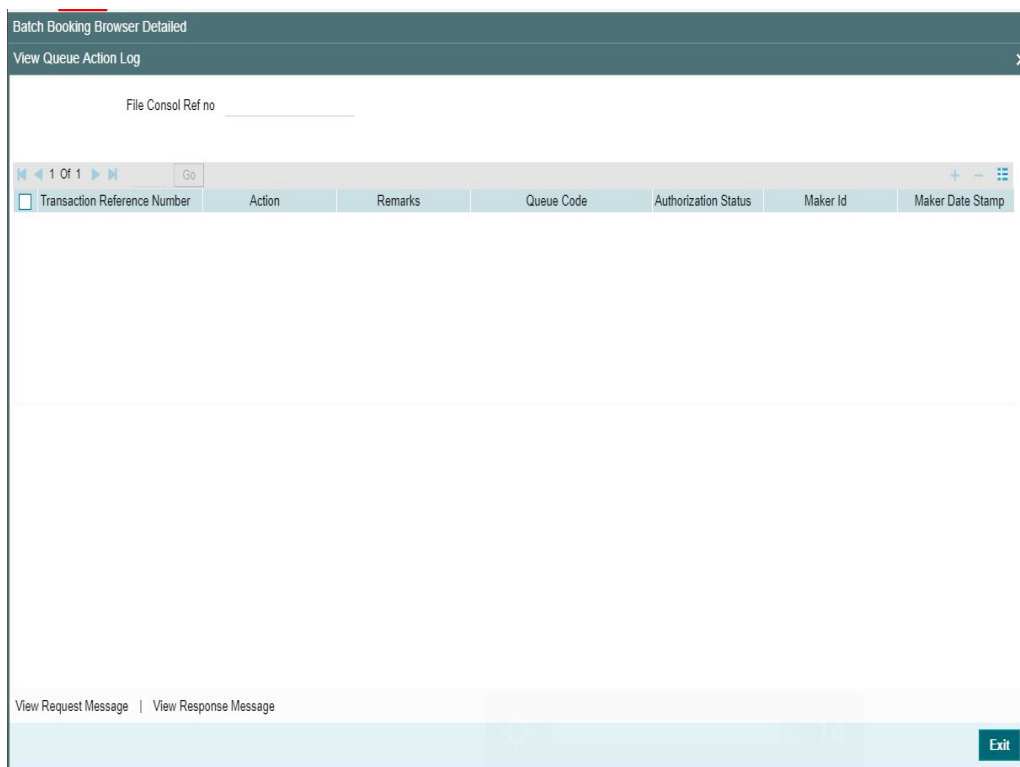 Batch Booking Browser Detailed
View Queue Action Log
File Consol Ref no
1 Of 1 Go
Transaction Reference Number Action Remarks Queue Code Authorization Status Maker Id Maker Date Stamp
View Request Message | View Response Message
Exit